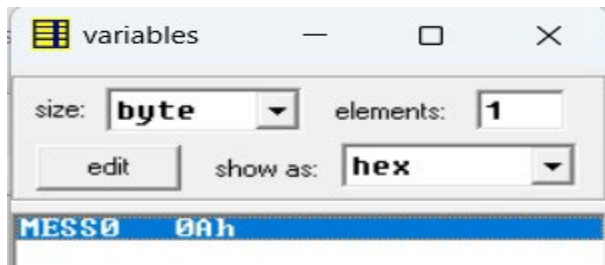 variables
size: byte elements: 1
edit show as: hex
MESS0 0Ah